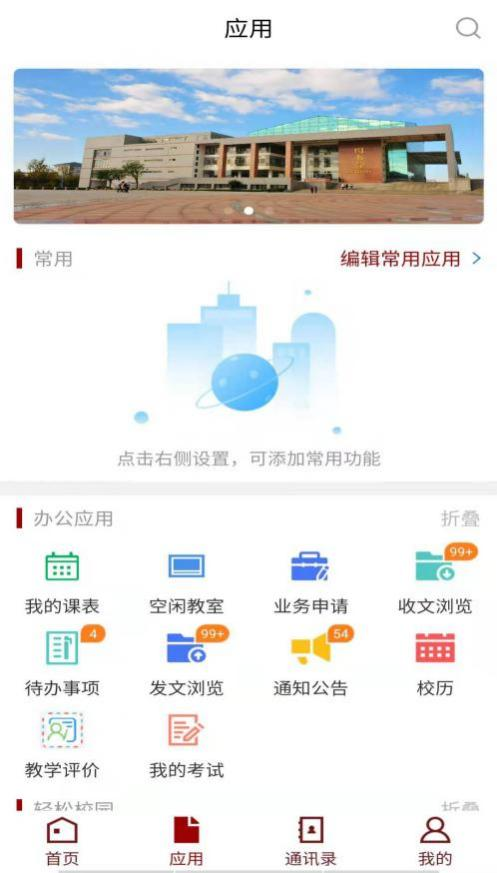 应用
常用
编辑常用应用
点击右侧设置，可添加常用功能
办公应用
折叠
99+
我的课表
空闲教室
业务申请
收文浏览
4
99+
54
待办事项
发文浏览
通知公告
校历
教学评价
我的考试
轻松校园
折叠
首页
应用
通讯录
我的